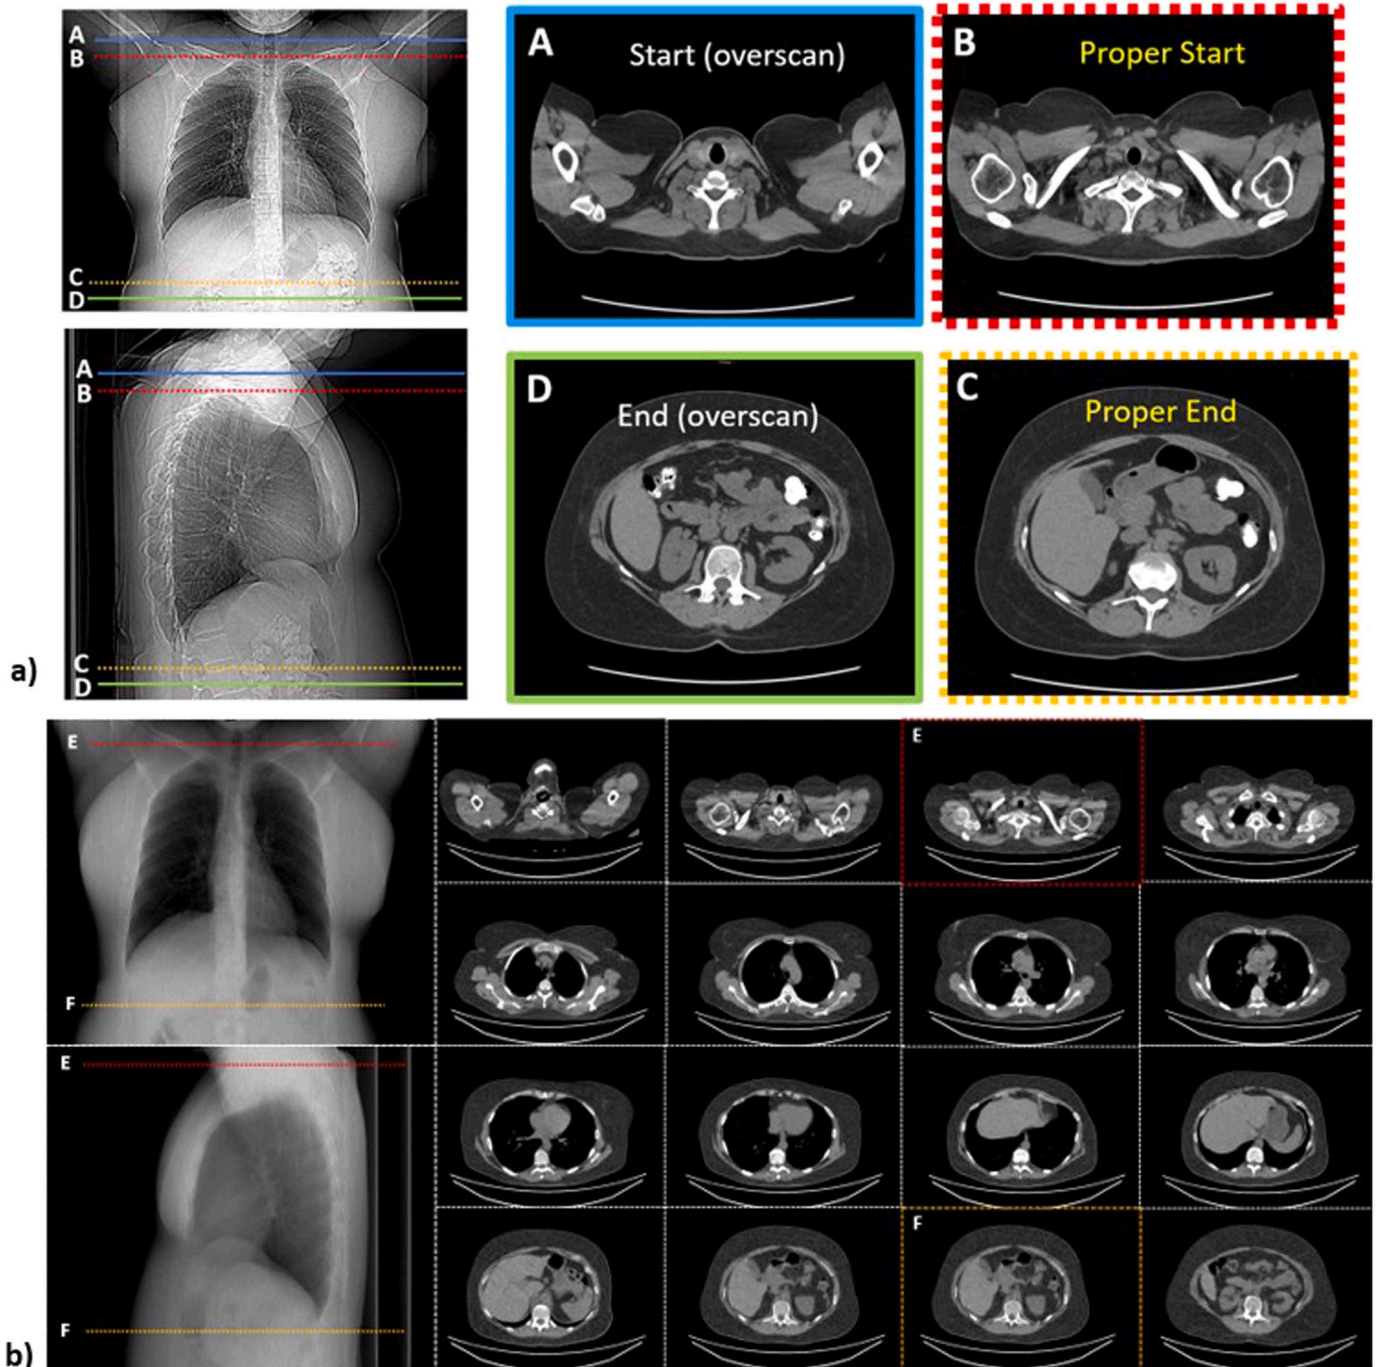 A
B
C
D
A
Start (overscan)
B
Proper Start
A
B
C
D
D
End (overscan)
C
Proper End
a)
E
F
E
E
F
F
b)